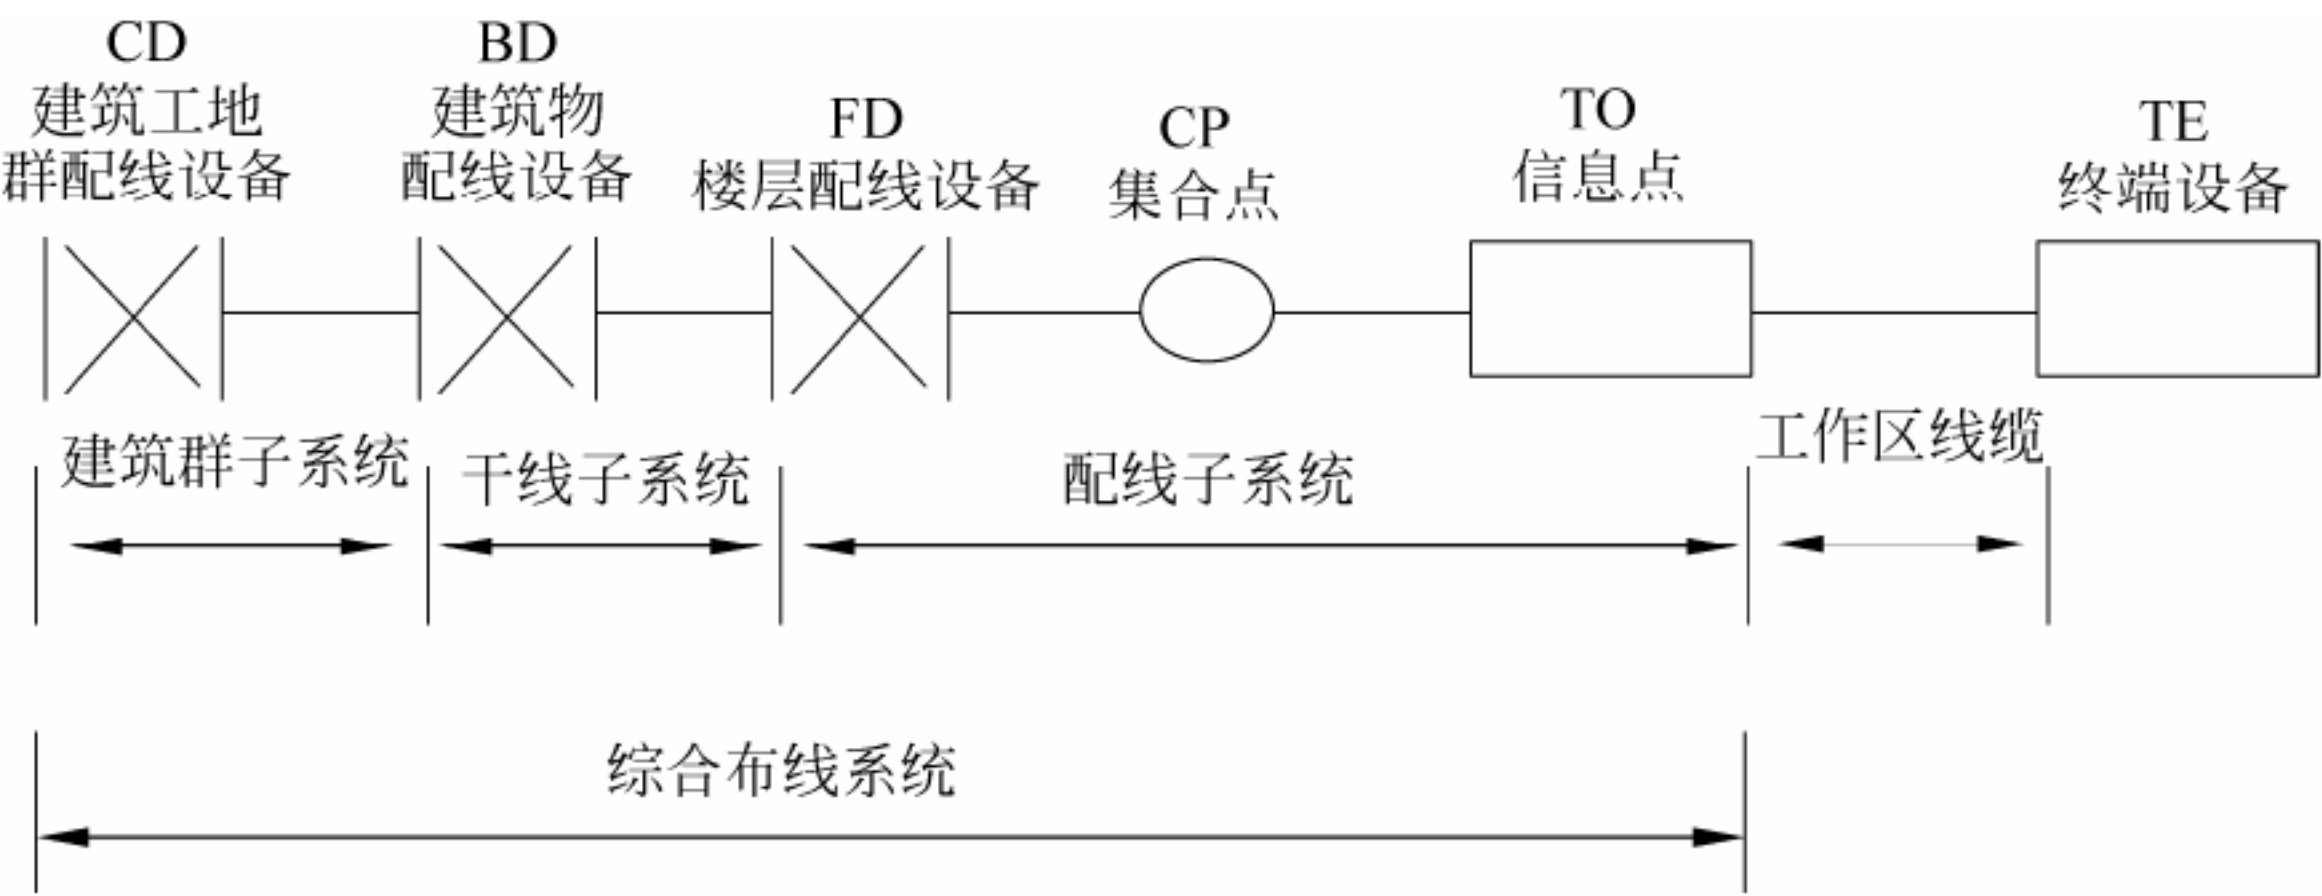 CD
建筑工地
群配线设备
BD
建筑物
配线设备
FD
楼层配线设备
CP
集合点
TO
信息点
TE
终端设备
建筑群子系统
干线子系统
配线子系统
工作区线缆
综合布线系统